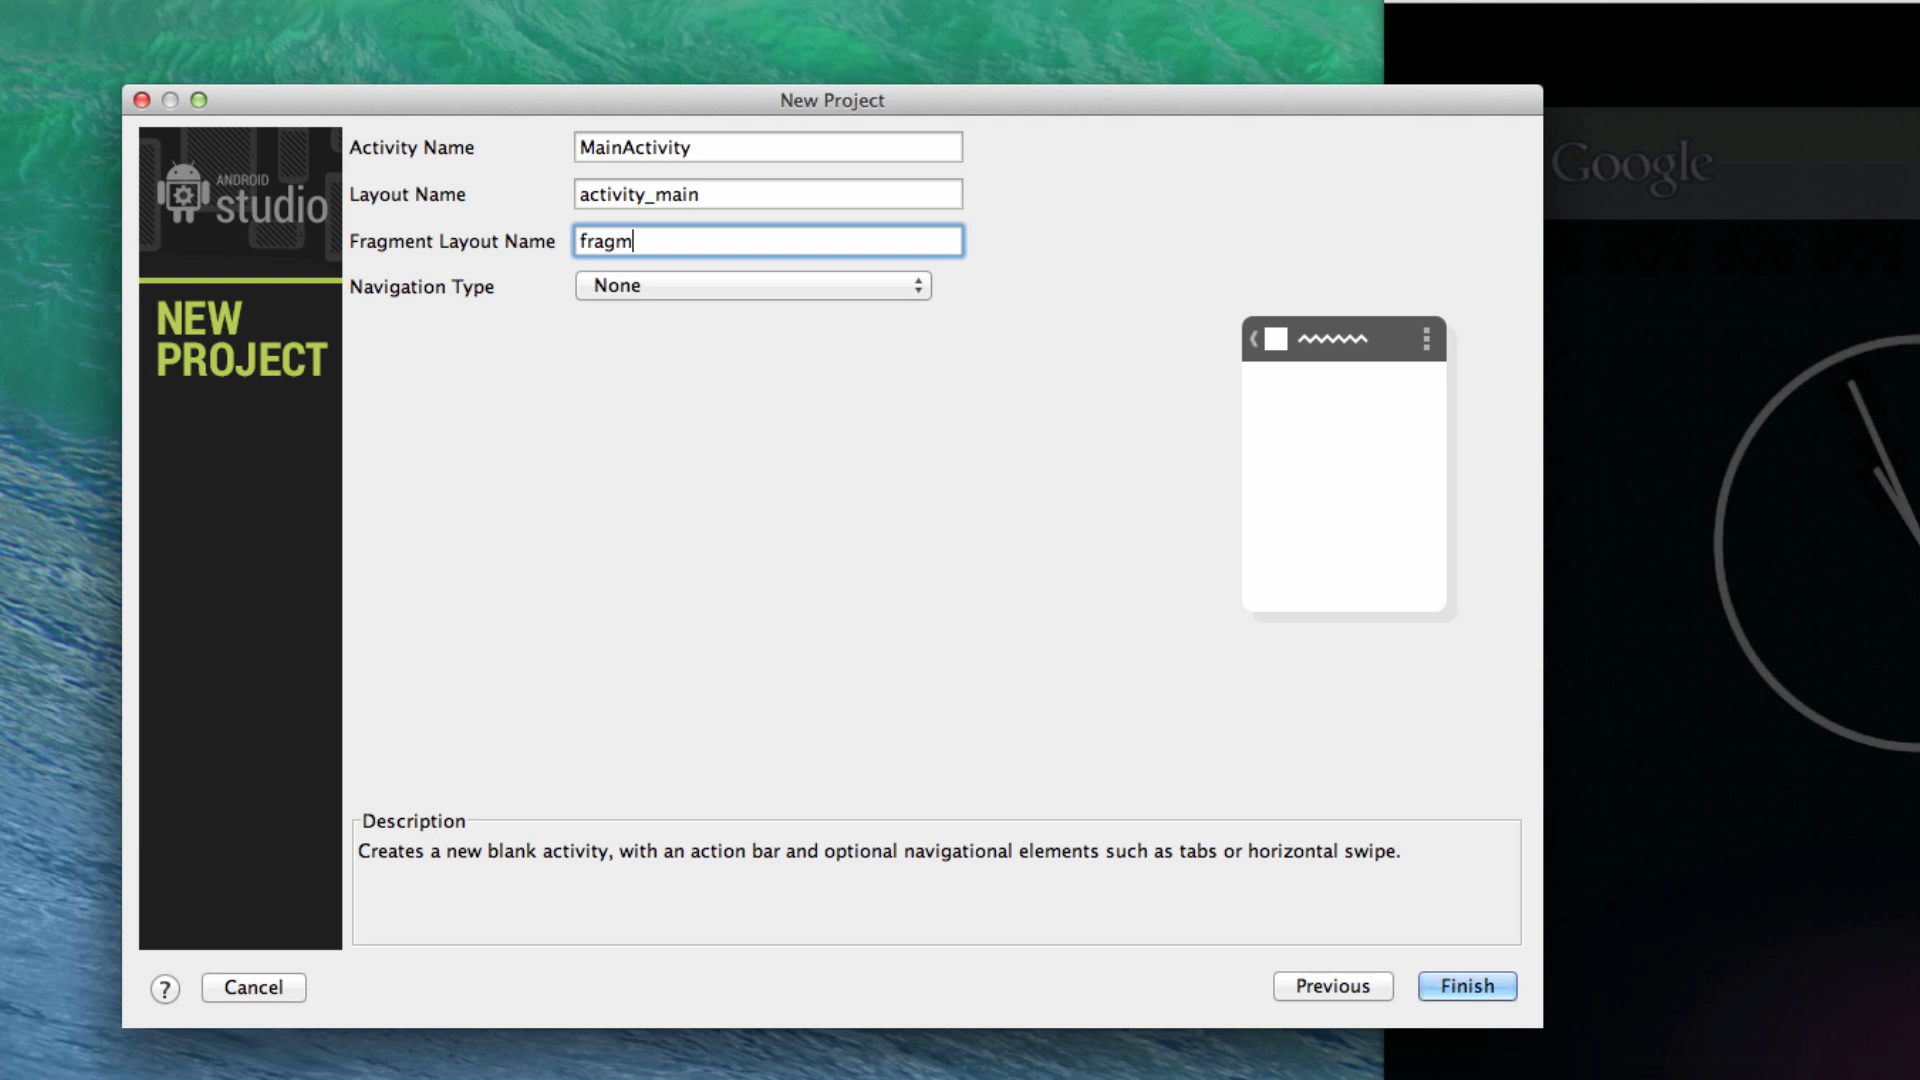 New Project
ANDROID
studio
NEW
PROJECT
Activity Name
MainActivity
Layout Name
activity_main
Fragment Layout Name
fragm
Navigation Type
None
Description
Creates a new blank activity, with an action bar and optional navigational elements such as tabs or horizontal swipe.
?
Cancel
Previous
Finish
Google